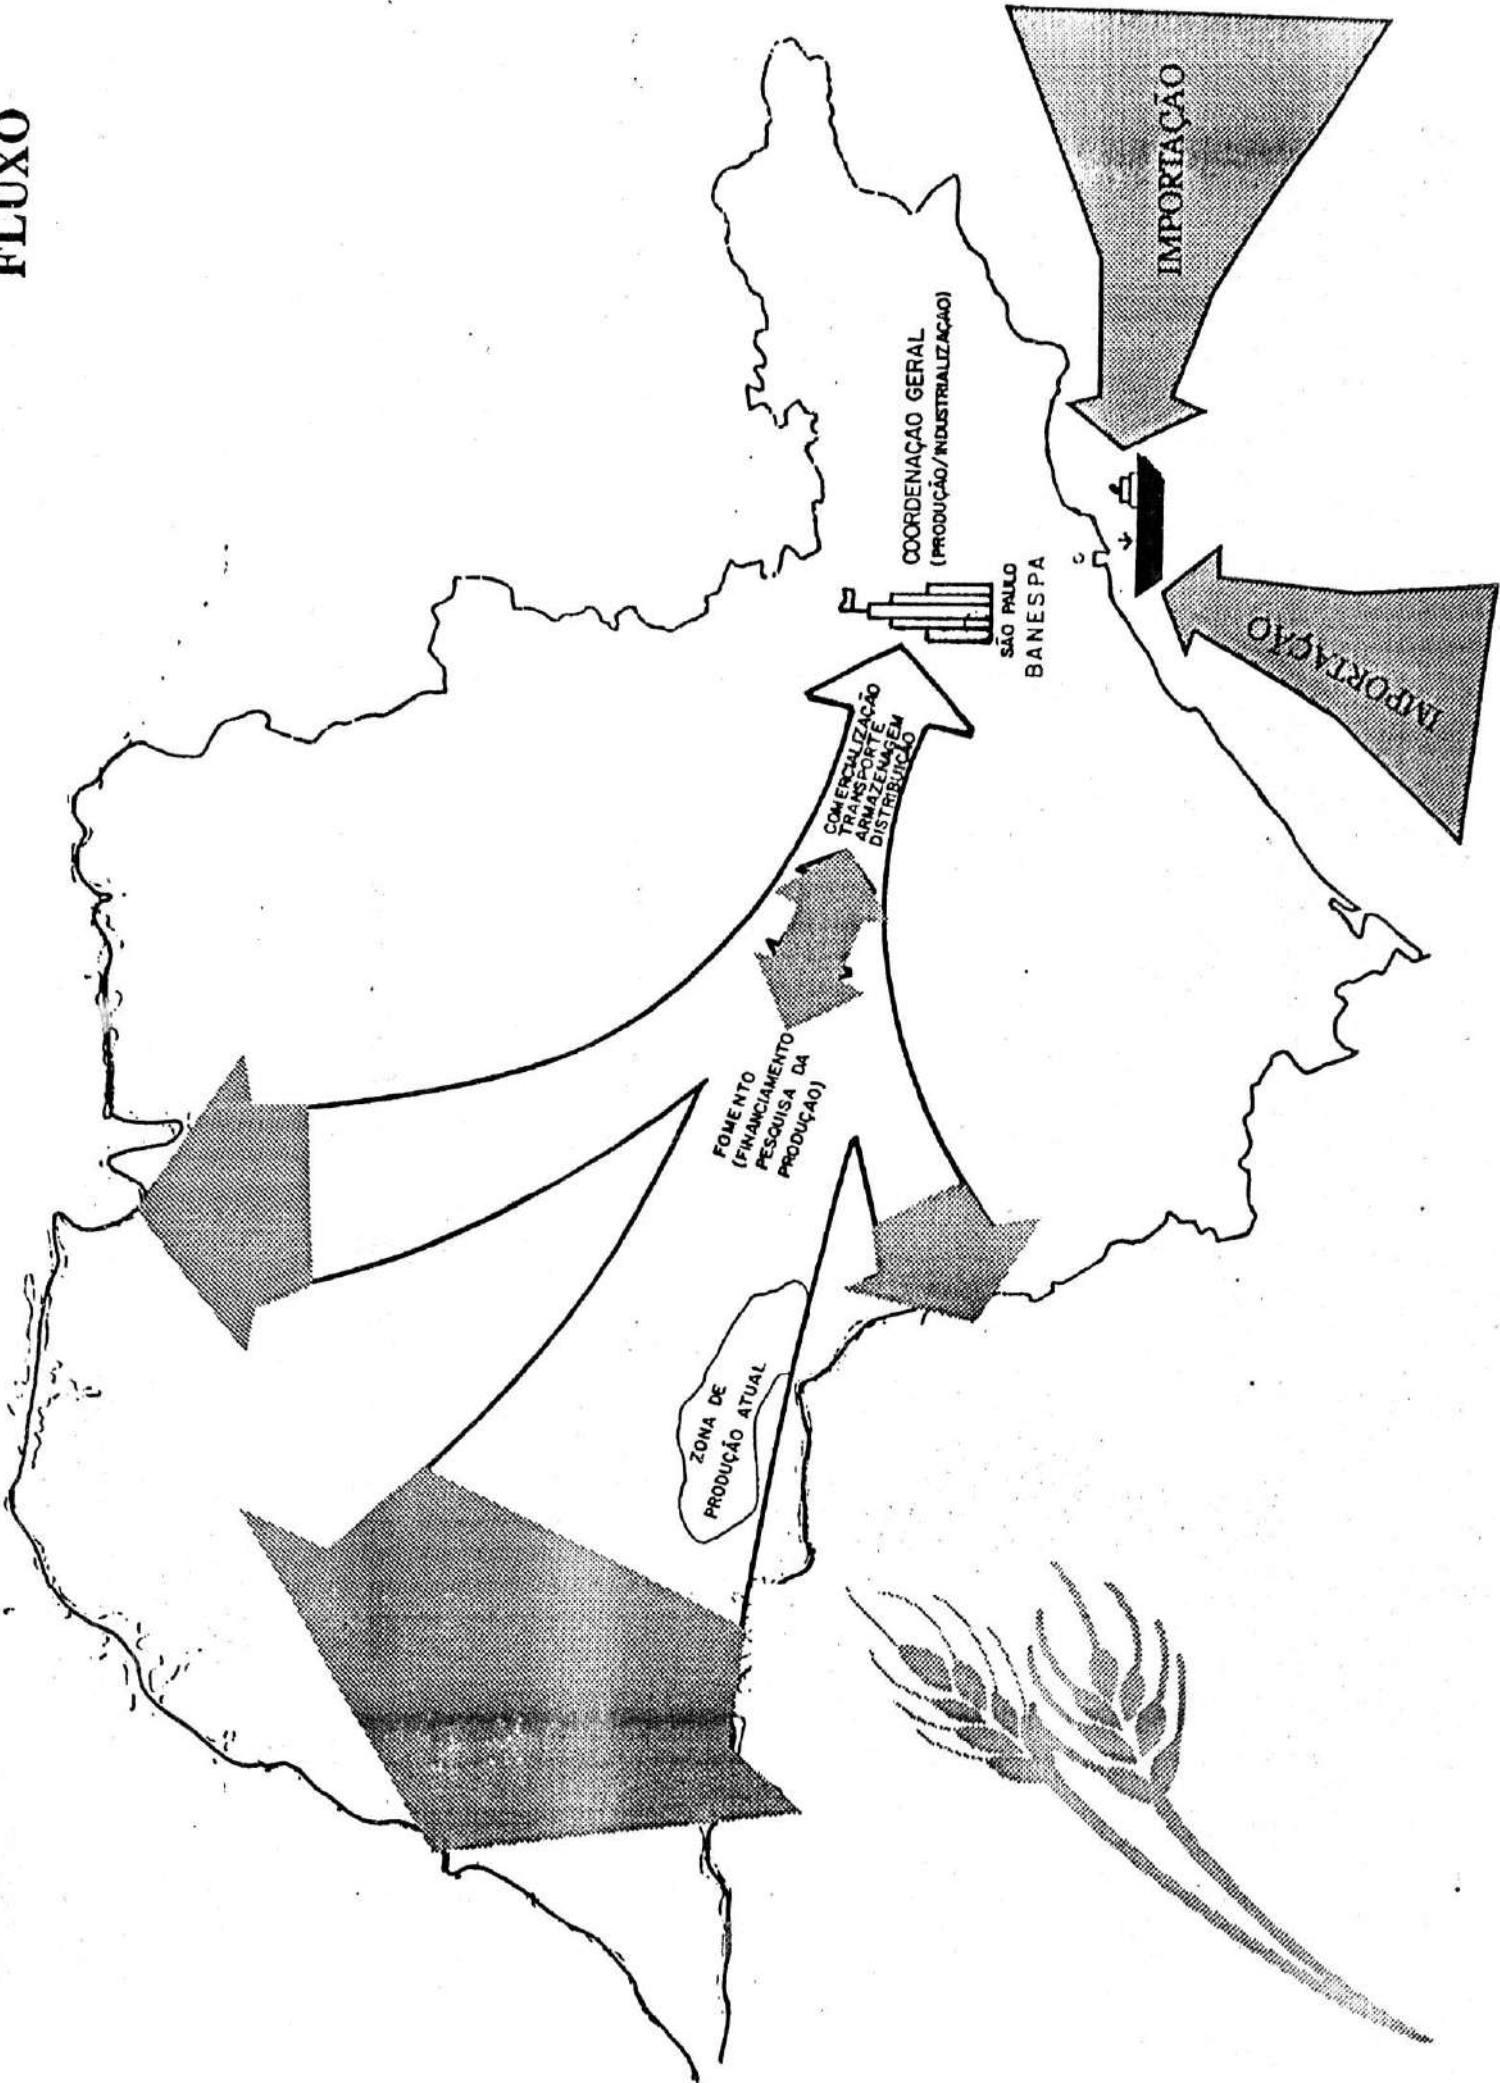 FLUXO
ZONA DE
PRODUÇÃO ATUAL
FOMENTO
(FINANCIAMENTO
PESQUISA DA
PRODUÇÃO)
COMERCIALIZAÇÃO
TRANSPORTE
ARMAZENAGEM
DISTRIBUIÇÃO
COORDENAÇÃO GERAL
(PRODUÇÃO/INDUSTRIALIZAÇÃO)
SÃO PAULO
BANESPA
IMPORTAÇÃO
IMPORTAÇÃO